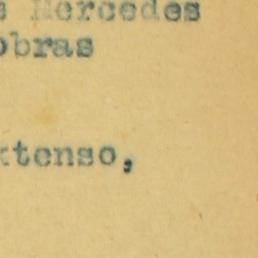 s Mercedes
obras
xtenso,